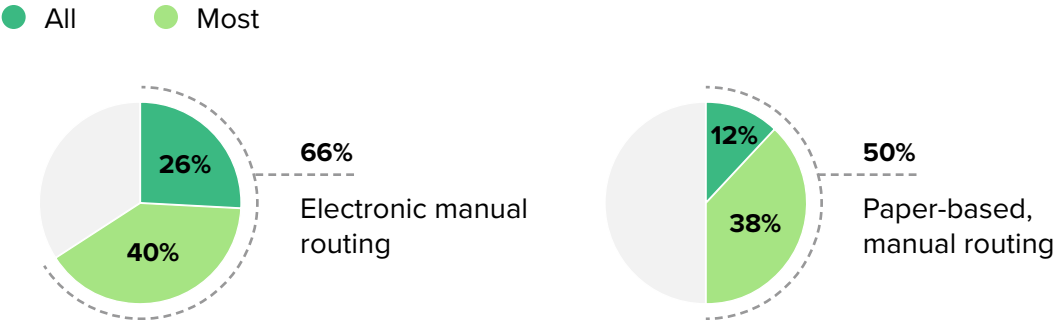 All
Most
26%
40%
66%
Electronic manual
routing
12%
38%
50%
Paper-based,
manual routing